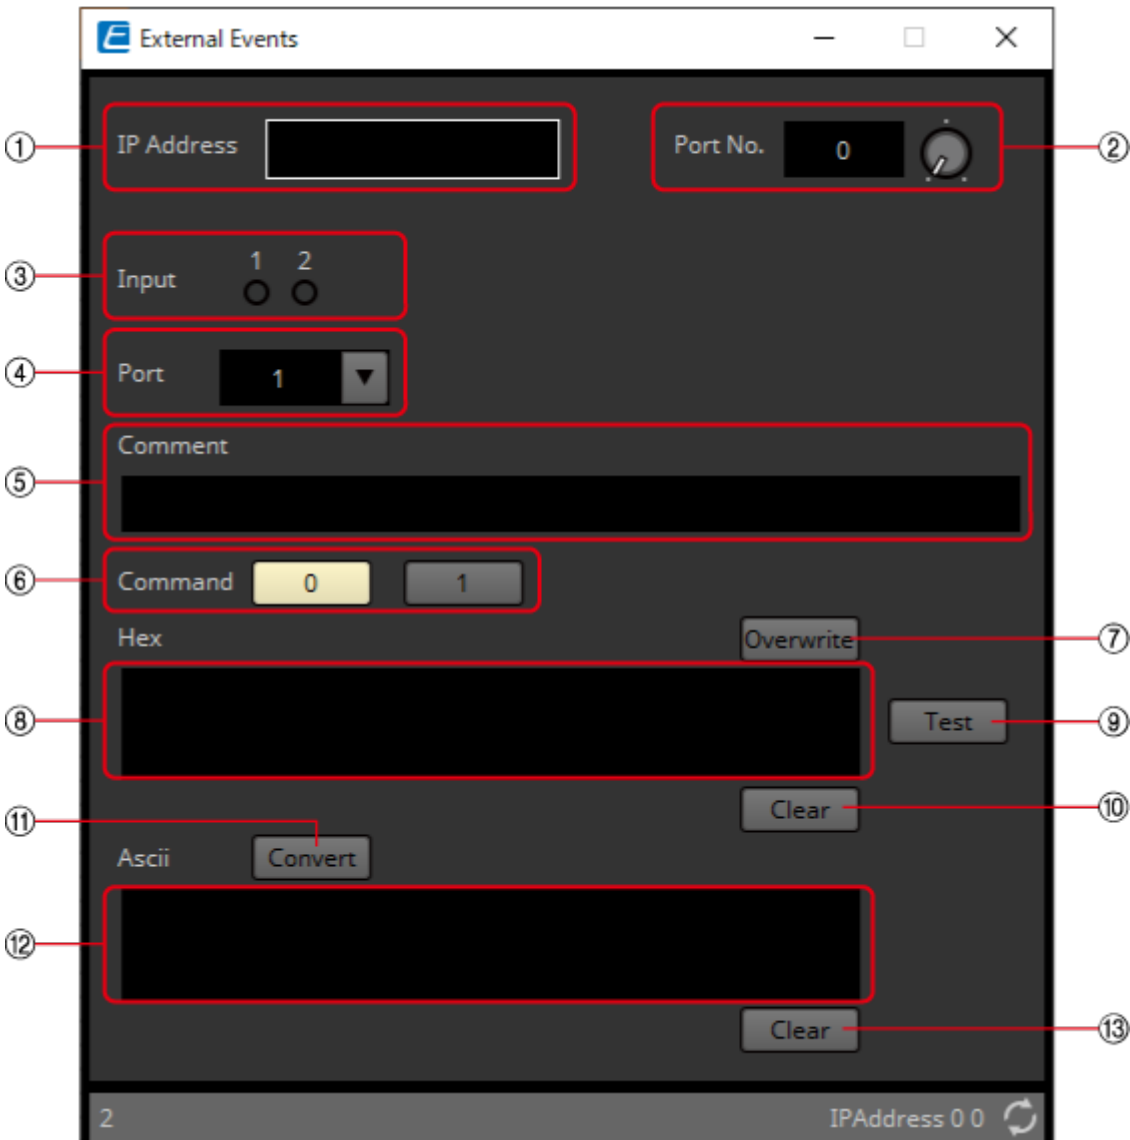 E External Events
① IP Address ② Port No. 0
③ Input 1 2
④ Port 1
⑤ Comment
⑥ Command 0 1
Hex Overwrite ⑦
⑧ Test ⑨
Clear ⑩
⑪ Ascii Convert
⑫
Clear ⑬
2 IPAddress 0 0